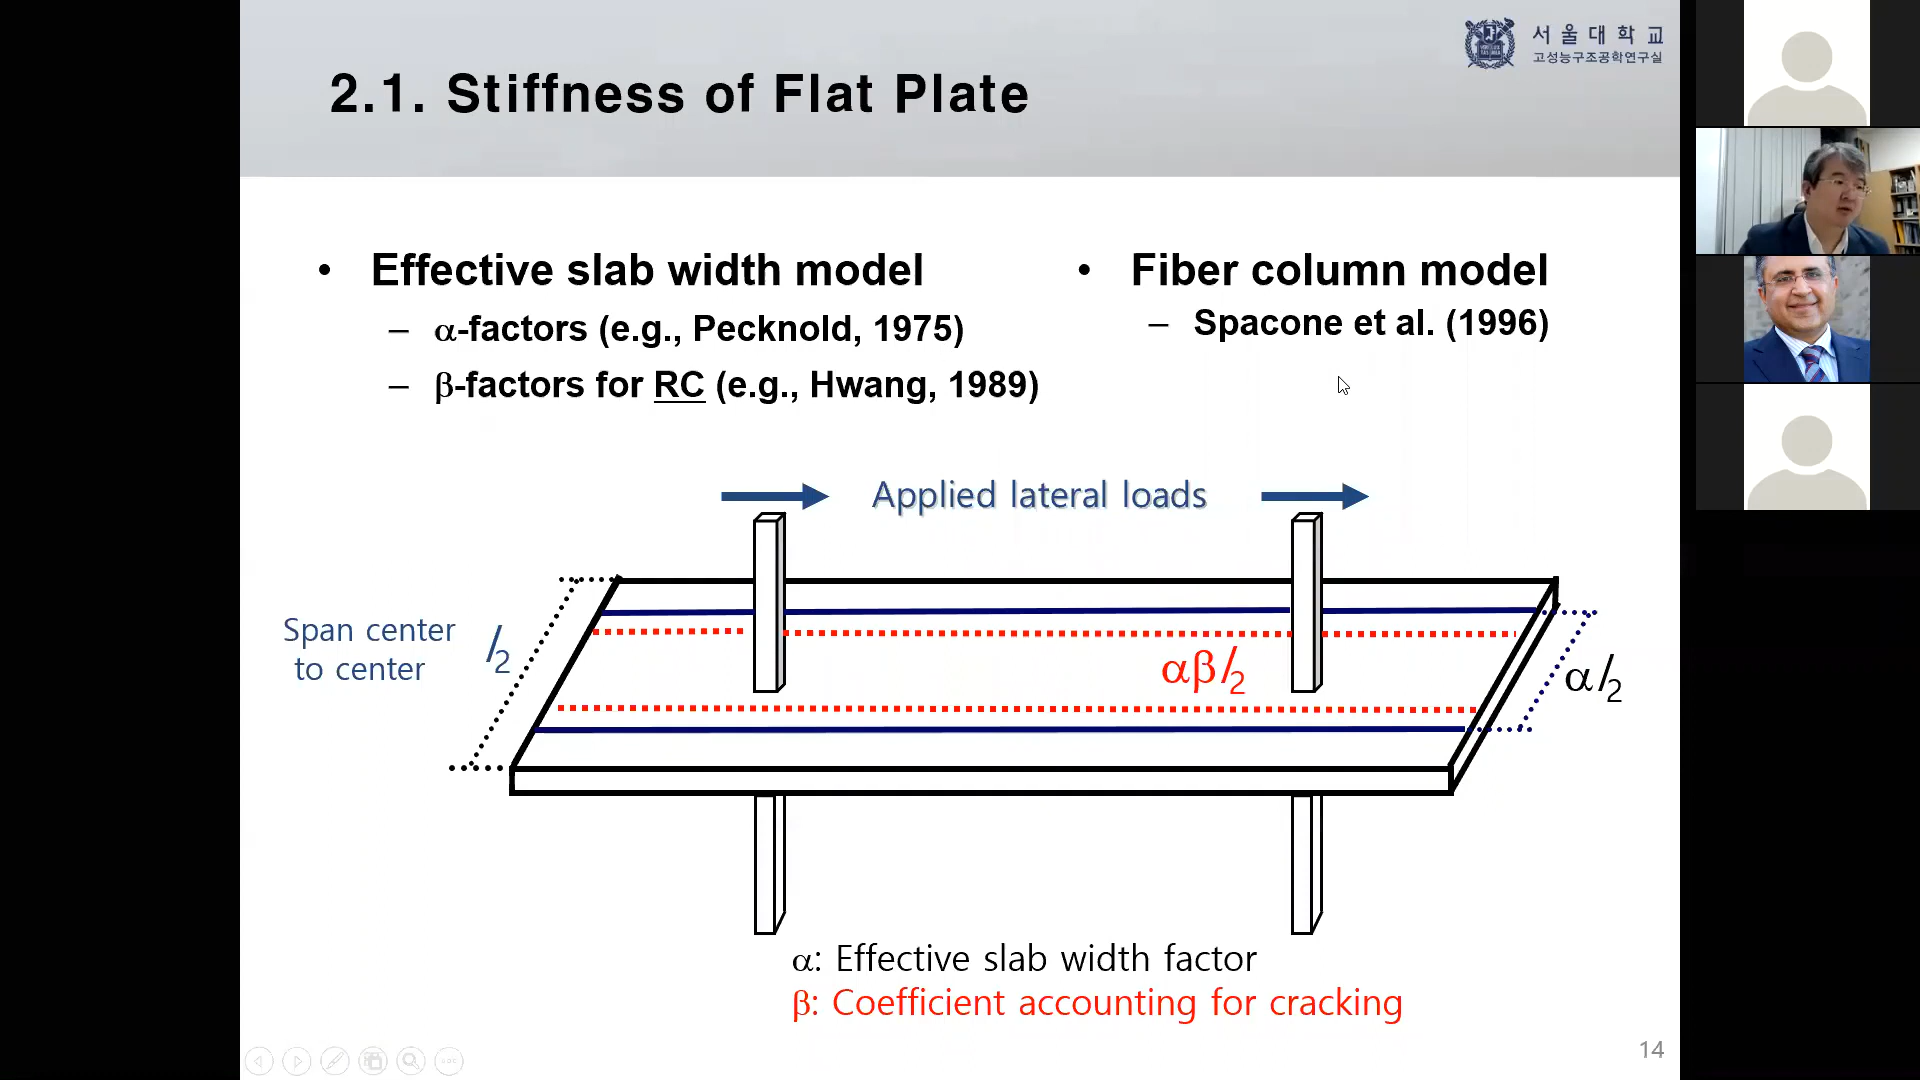 서울대학교
고성능구조공학연구실
2.1. Stiffness of Flat Plate
• Effective slab width model
– α-factors (e.g., Pecknold, 1975)
– β-factors for RC (e.g., Hwang, 1989)
• Fiber column model
– Spacone et al. (1996)
Applied lateral loads
Span center
to center
l2
αβl2
αl2
α: Effective slab width factor
β: Coefficient accounting for cracking
14